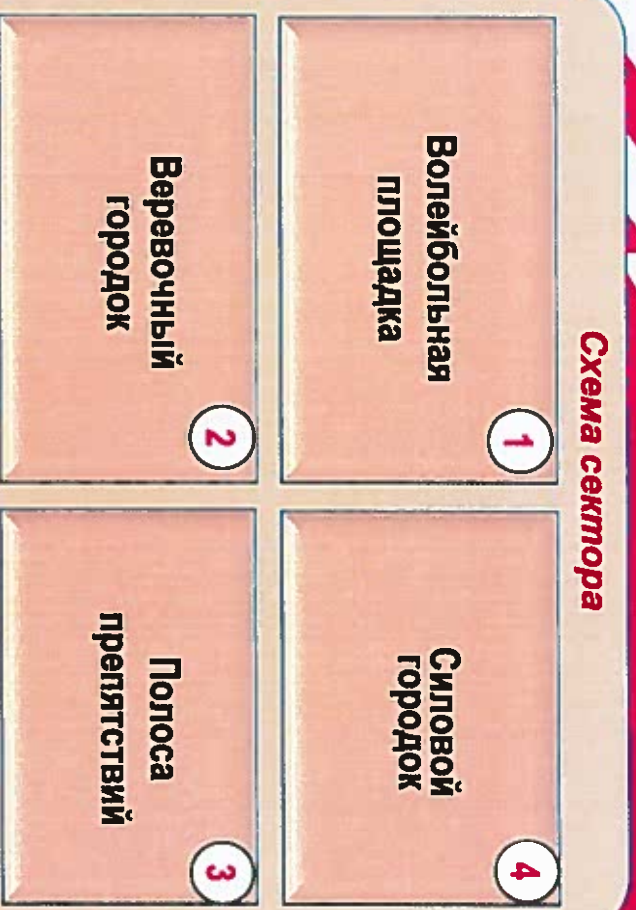 Схема сектора
Волейбольная
площадка
1
Силовой
городок
4
Веревочный
городок
2
Полоса
препятствий
3